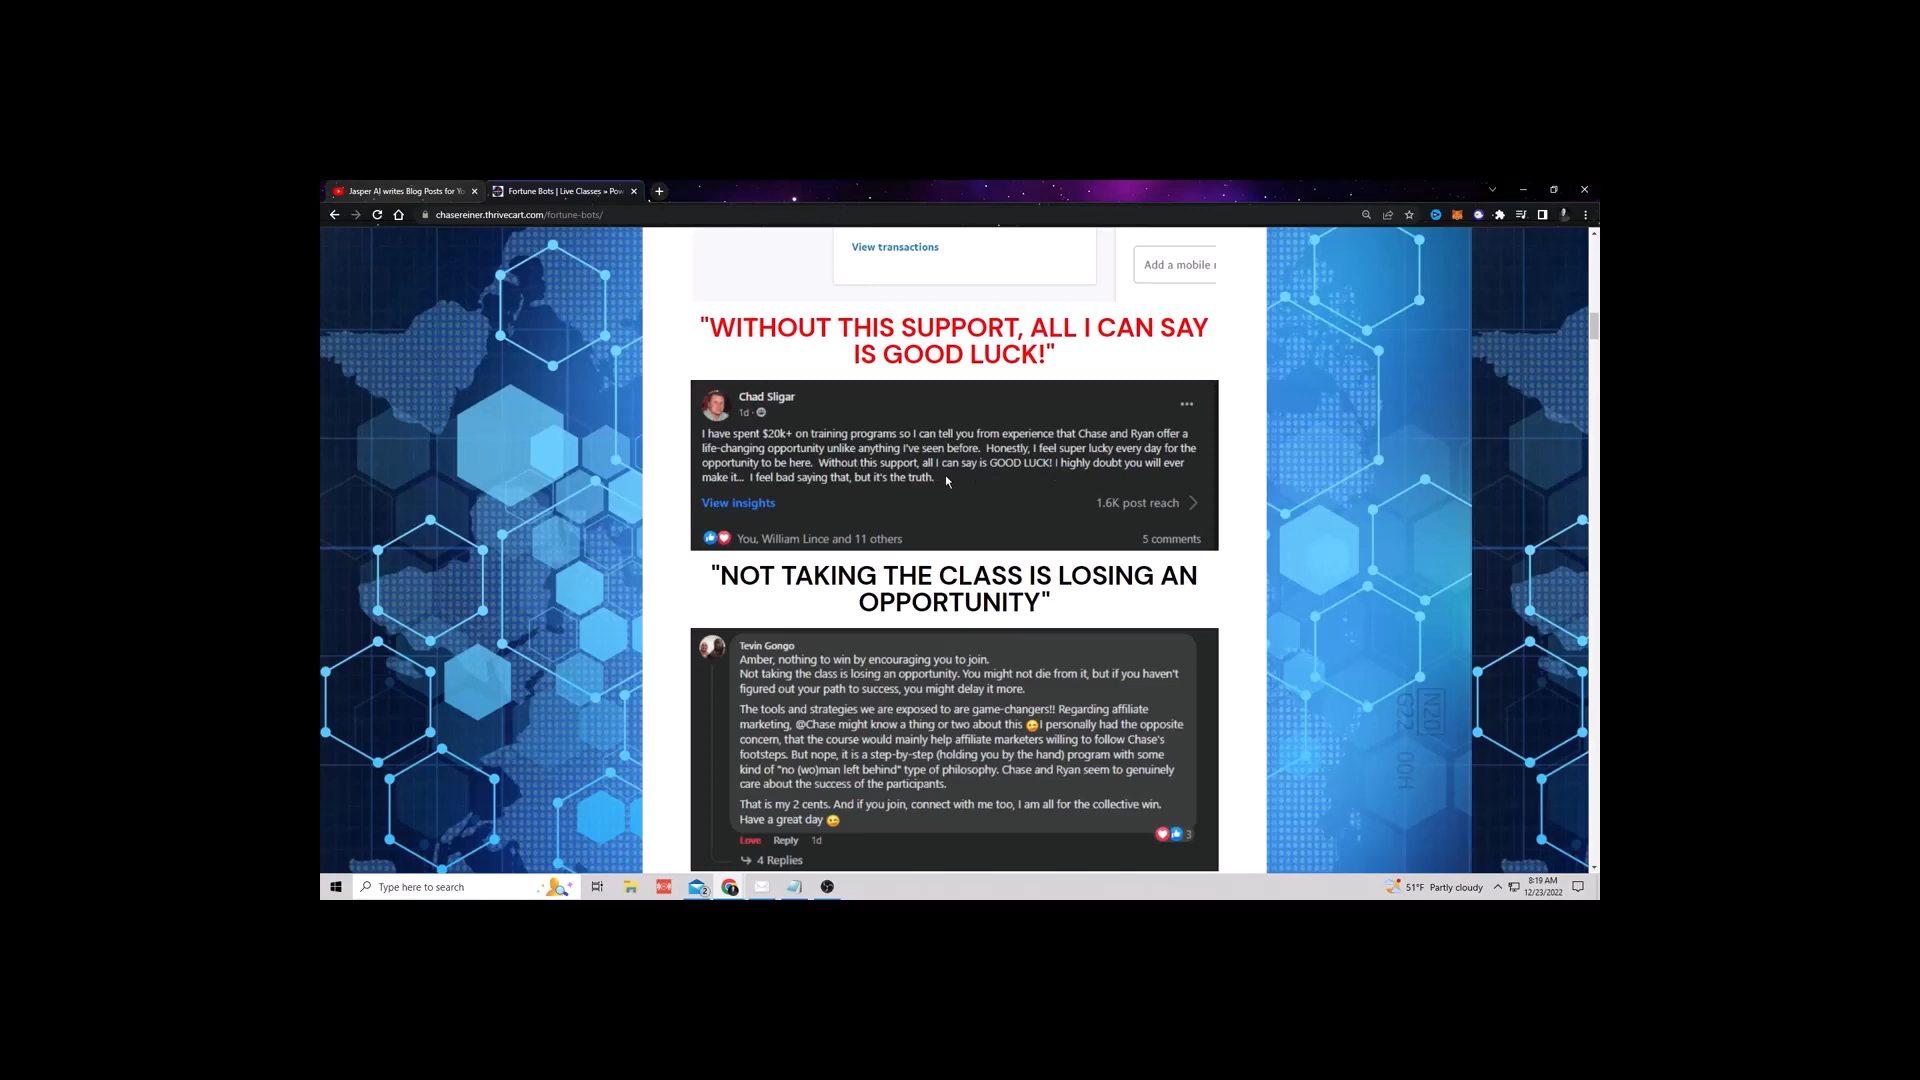 Jasper AI writes Blog Posts for Yo
Fortune Bots | Live Classes » Pow
chasereiner.thrivecart.com/fortune-bots/
View transactions
Add a mobile
"WITHOUT THIS SUPPORT, ALL I CAN SAY
IS GOOD LUCK!"
Chad Sligar
1d ·
I have spent $20k+ on training programs so I can tell you from experience that Chase and Ryan offer a
life-changing opportunity unlike anything I've seen before. Honestly, I feel super lucky every day for the
opportunity to be here. Without this support, all I can say is GOOD LUCK! I highly doubt you will ever
make it... I feel bad saying that, but it's the truth.
View insights
1.6K post reach
You, William Lince and 11 others
5 comments
"NOT TAKING THE CLASS IS LOSING AN
OPPORTUNITY"
Tevin Gongo
Amber, nothing to win by encouraging you to join.
Not taking the class is losing an opportunity. You might not die from it, but if you haven't
figured out your path to success, you might delay it more.
The tools and strategies we are exposed to are game-changers!! Regarding affiliate
marketing, @Chase might know a thing or two about this 😉I personally had the opposite
concern, that the course would mainly help affiliate marketers willing to follow Chase's
footsteps. But nope, it is a step-by-step (holding you by the hand) program with some
kind of "no (wo)man left behind" type of philosophy. Chase and Ryan seem to genuinely
care about the success of the participants.
That is my 2 cents. And if you join, connect with me too, I am all for the collective win.
Have a great day 😉
3
Love Reply 1d
4 Replies
N20
G22 00H
Type here to search
2
51°F Partly cloudy
8:19 AM
12/23/2022